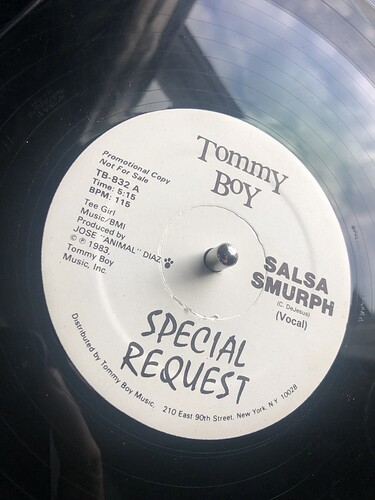 Tommy
Boy
Promotional Copy
Not For Sale
TB-832 A
Time: 5:15
BPM: 115
Tee Girl
Music/BMI
Produced by
JOSE "ANIMAL" DIAZ
© ℗ 1983,
Tommy Boy
Music, Inc.
SALSA
SMURPH
(C. DeJesus)
(Vocal)
SPECIAL
REQUEST
Distributed by Tommy Boy Music. 210 East 90th Street, New York, N.Y. 10028